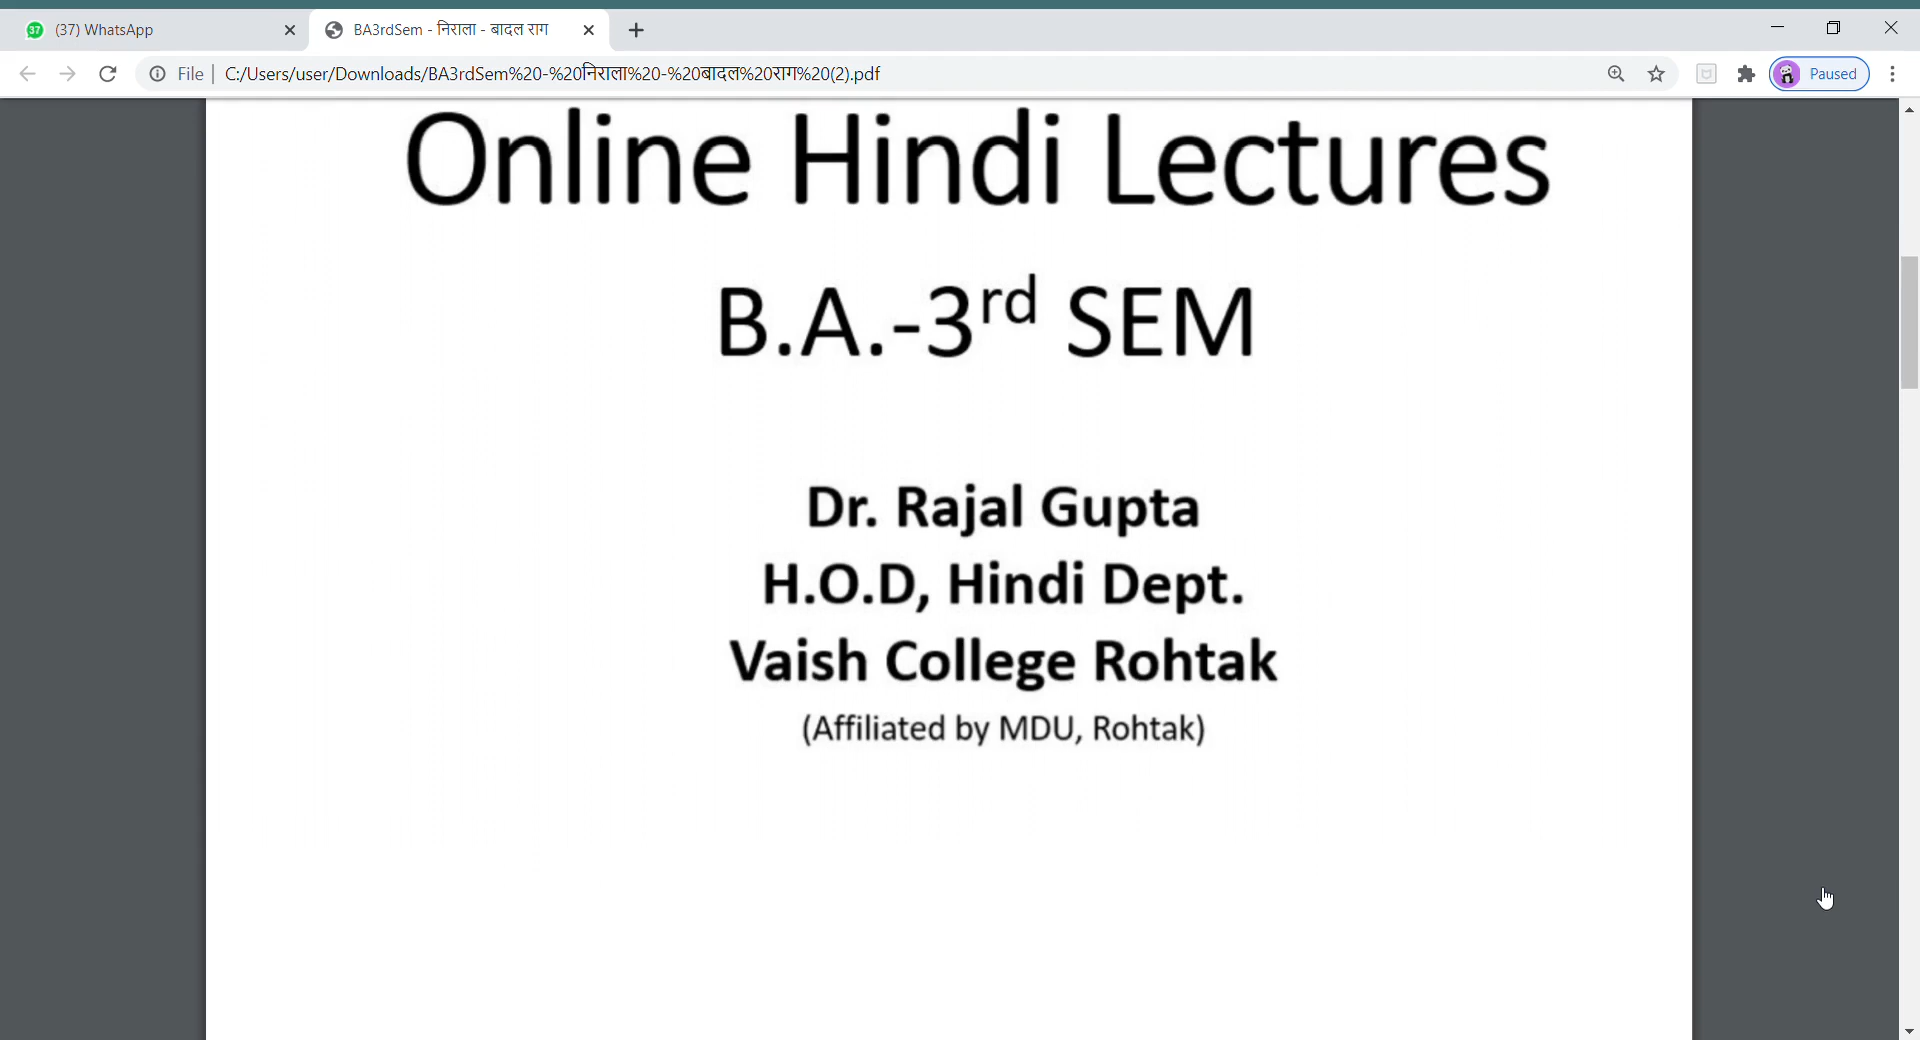 37 (37) WhatsApp
BA3rdSem - निराला - बादल राग
File C:/Users/user/Downloads/BA3rdSem%20-%20निराला%20-%20बादल%20राग%20(2).pdf
Paused
Online Hindi Lectures
B.A.-3rd SEM
Dr. Rajal Gupta
H.O.D, Hindi Dept.
Vaish College Rohtak
(Affiliated by MDU, Rohtak)